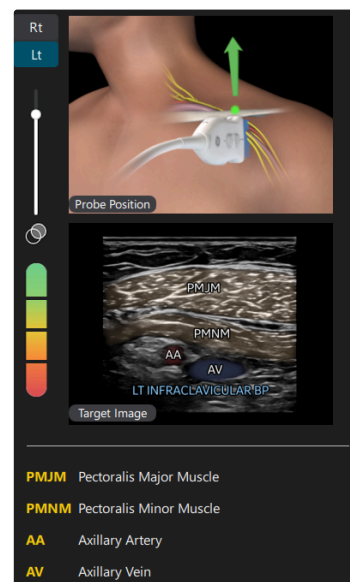 Rt
Lt
Probe Position
PMJM
PMNM
AA
AV
LT INFRACLAVICULAR BP
Target Image
PMJM Pectoralis Major Muscle
PMNM Pectoralis Minor Muscle
AA Axillary Artery
AV Axillary Vein